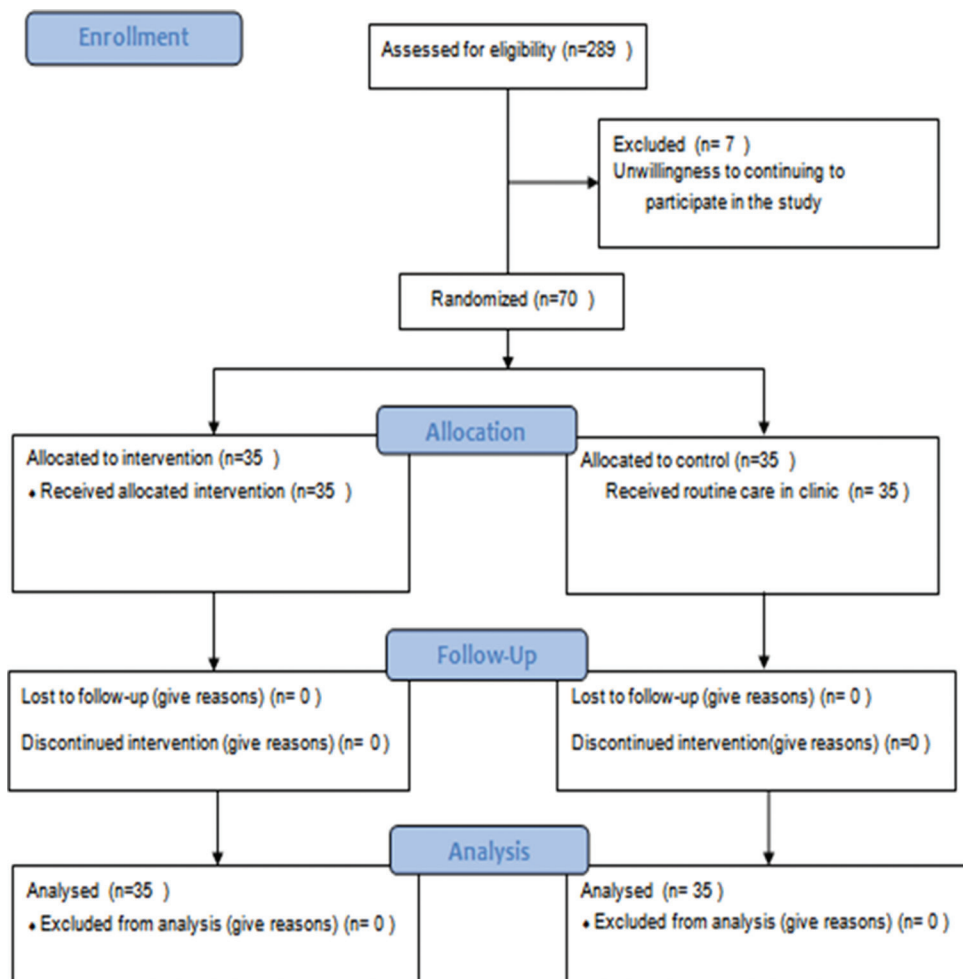 Enrollment
Assessed for eligibility (n=289 )
Excluded (n= 7 )
Unwillingness to continuing to
participate in the study
Randomized (n=70 )
Allocation
Allocated to intervention (n=35 )
♦ Received allocated intervention (n=35 )
Allocated to control (n=35 )
Received routine care in clinic (n= 35 )
Follow-Up
Lost to follow-up (give reasons) (n= 0 )
Discontinued intervention (give reasons) (n= 0 )
Lost to follow-up (give reasons) (n= 0 )
Discontinued intervention(give reasons) (n=0 )
Analysis
Analysed (n=35 )
♦ Excluded from analysis (give reasons) (n= 0 )
Analysed (n= 35 )
♦ Excluded from analysis (give reasons) (n= 0 )